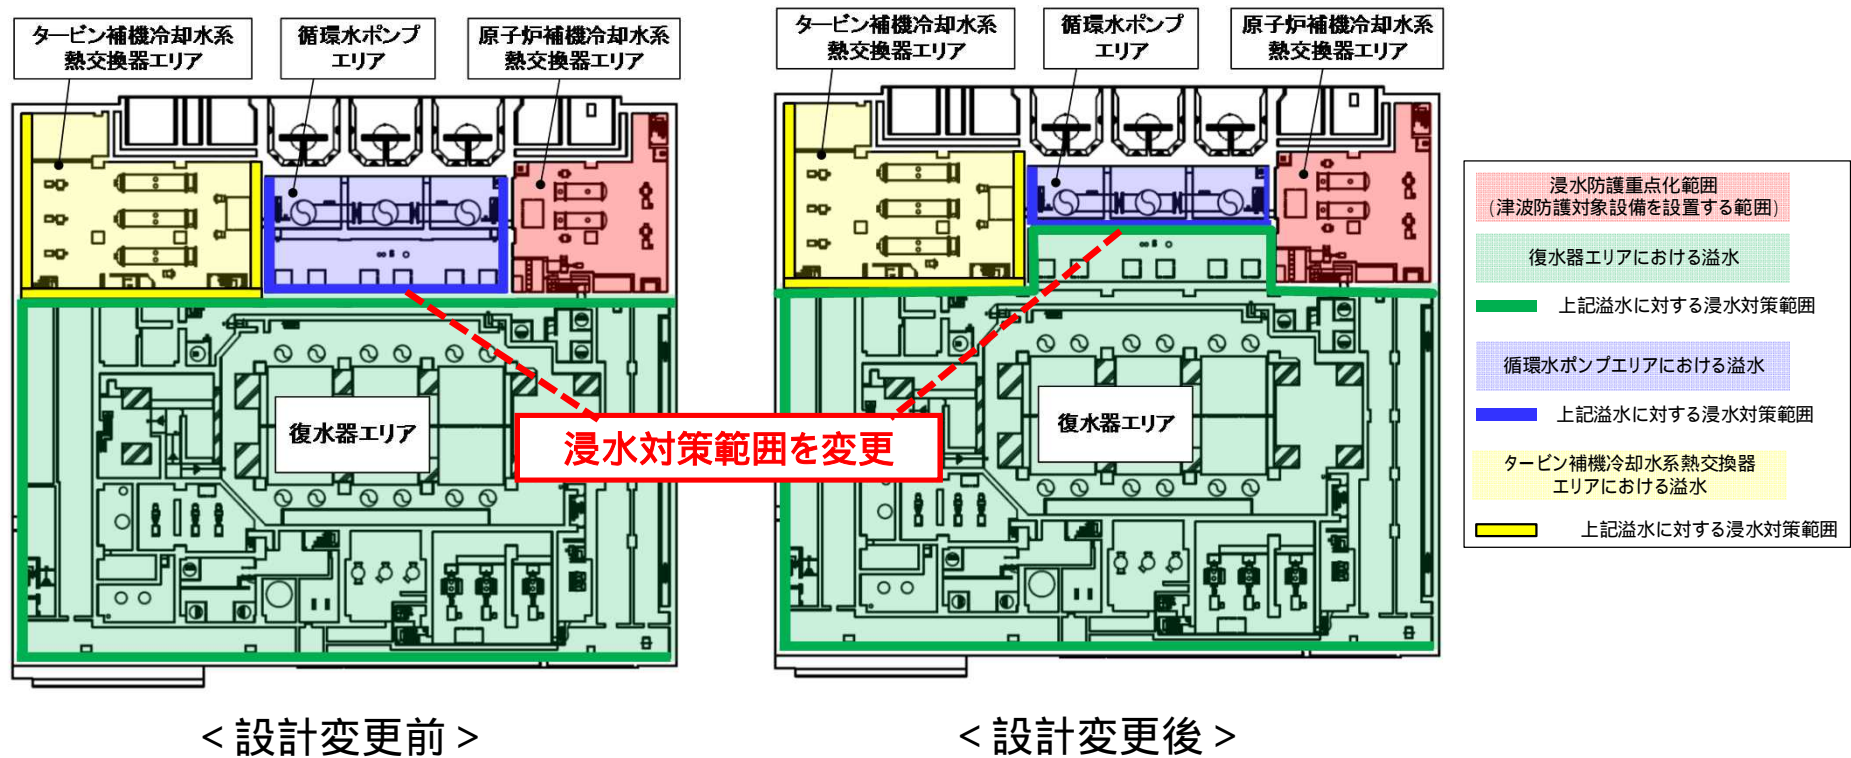 タービン補機冷却水系
熱交換器エリア
循環水ポンプ
エリア
原子炉補機冷却水系
熱交換器エリア
復水器エリア
<設計変更前>
タービン補機冷却水系
熱交換器エリア
循環水ポンプ
エリア
原子炉補機冷却水系
熱交換器エリア
復水器エリア
<設計変更後>
浸水対策範囲を変更
浸水防護重点化範囲
(津波防護対象設備を設置する範囲)
復水器エリアにおける溢水
上記溢水に対する浸水対策範囲
循環水ポンプエリアにおける溢水
上記溢水に対する浸水対策範囲
タービン補機冷却水系熱交換器
エリアにおける溢水
上記溢水に対する浸水対策範囲